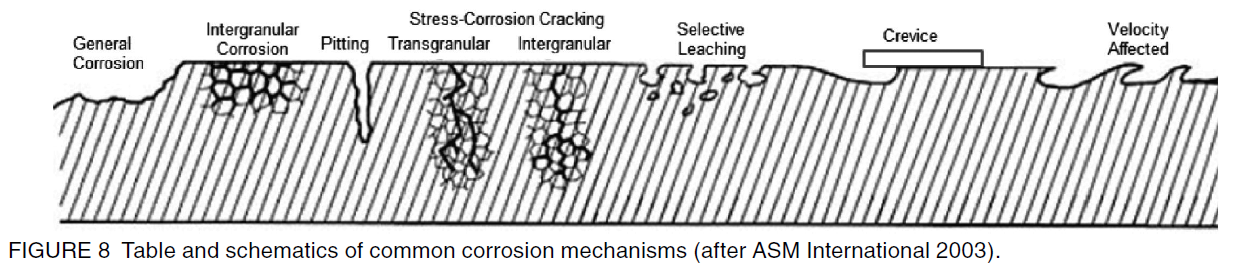 General
Corrosion
Intergranular
Corrosion
Pitting
Stress-Corrosion Cracking
Transgranular
Intergranular
Selective
Leaching
Crevice
Velocity
Affected
FIGURE 8 Table and schematics of common corrosion mechanisms (after ASM International 2003).